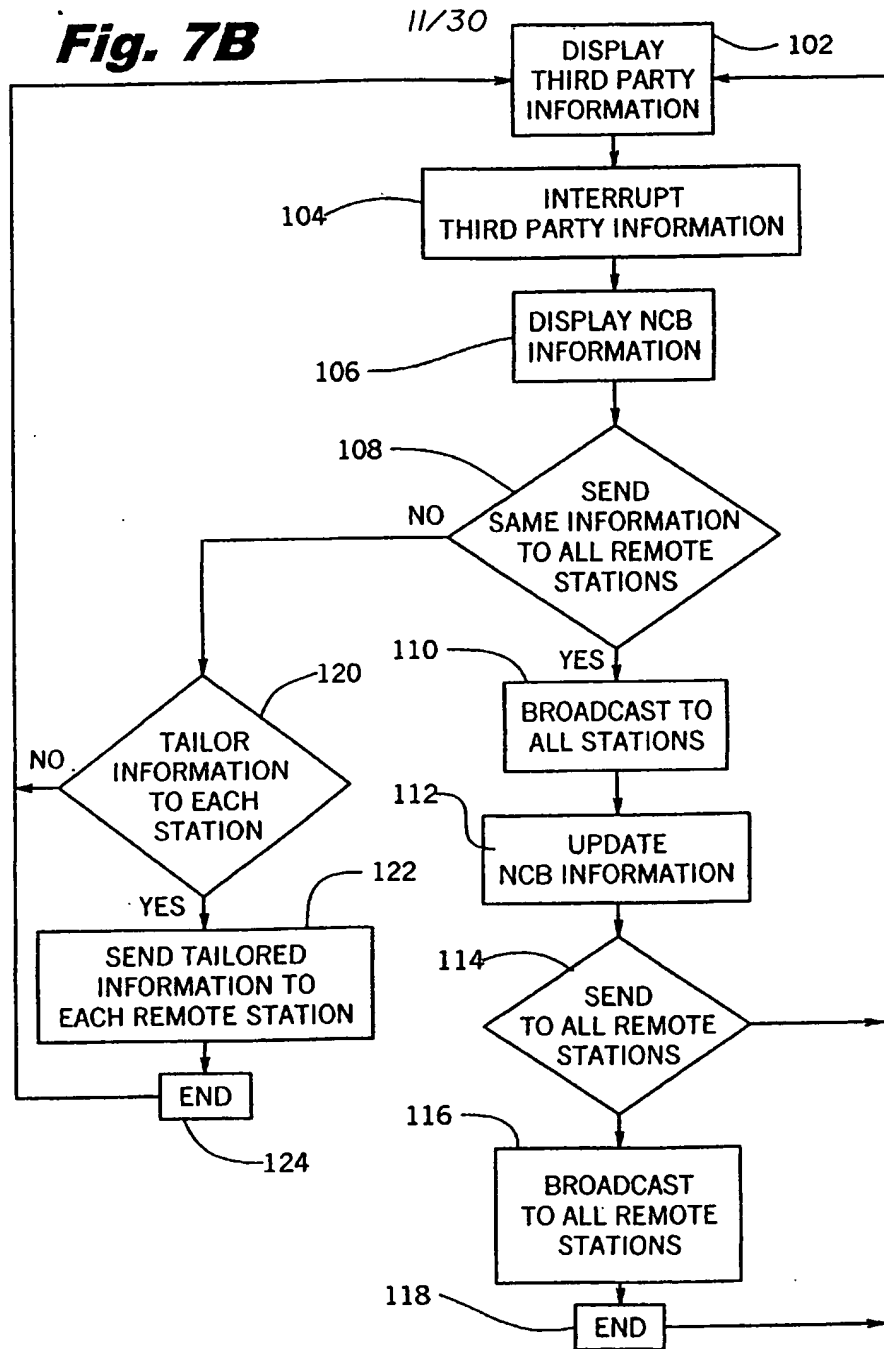 Fig. 7B
11/30
DISPLAY
THIRD PARTY
INFORMATION
102
INTERRUPT
THIRD PARTY INFORMATION
104
DISPLAY NCB
INFORMATION
106
108
SEND
SAME INFORMATION
TO ALL REMOTE
STATIONS
NO
YES
110
BROADCAST TO
ALL STATIONS
120
TAILOR
INFORMATION
TO EACH
STATION
NO
YES
112
UPDATE
NCB INFORMATION
122
SEND TAILORED
INFORMATION TO
EACH REMOTE STATION
114
SEND
TO ALL REMOTE
STATIONS
END
124
116
BROADCAST
TO ALL REMOTE
STATIONS
118
END